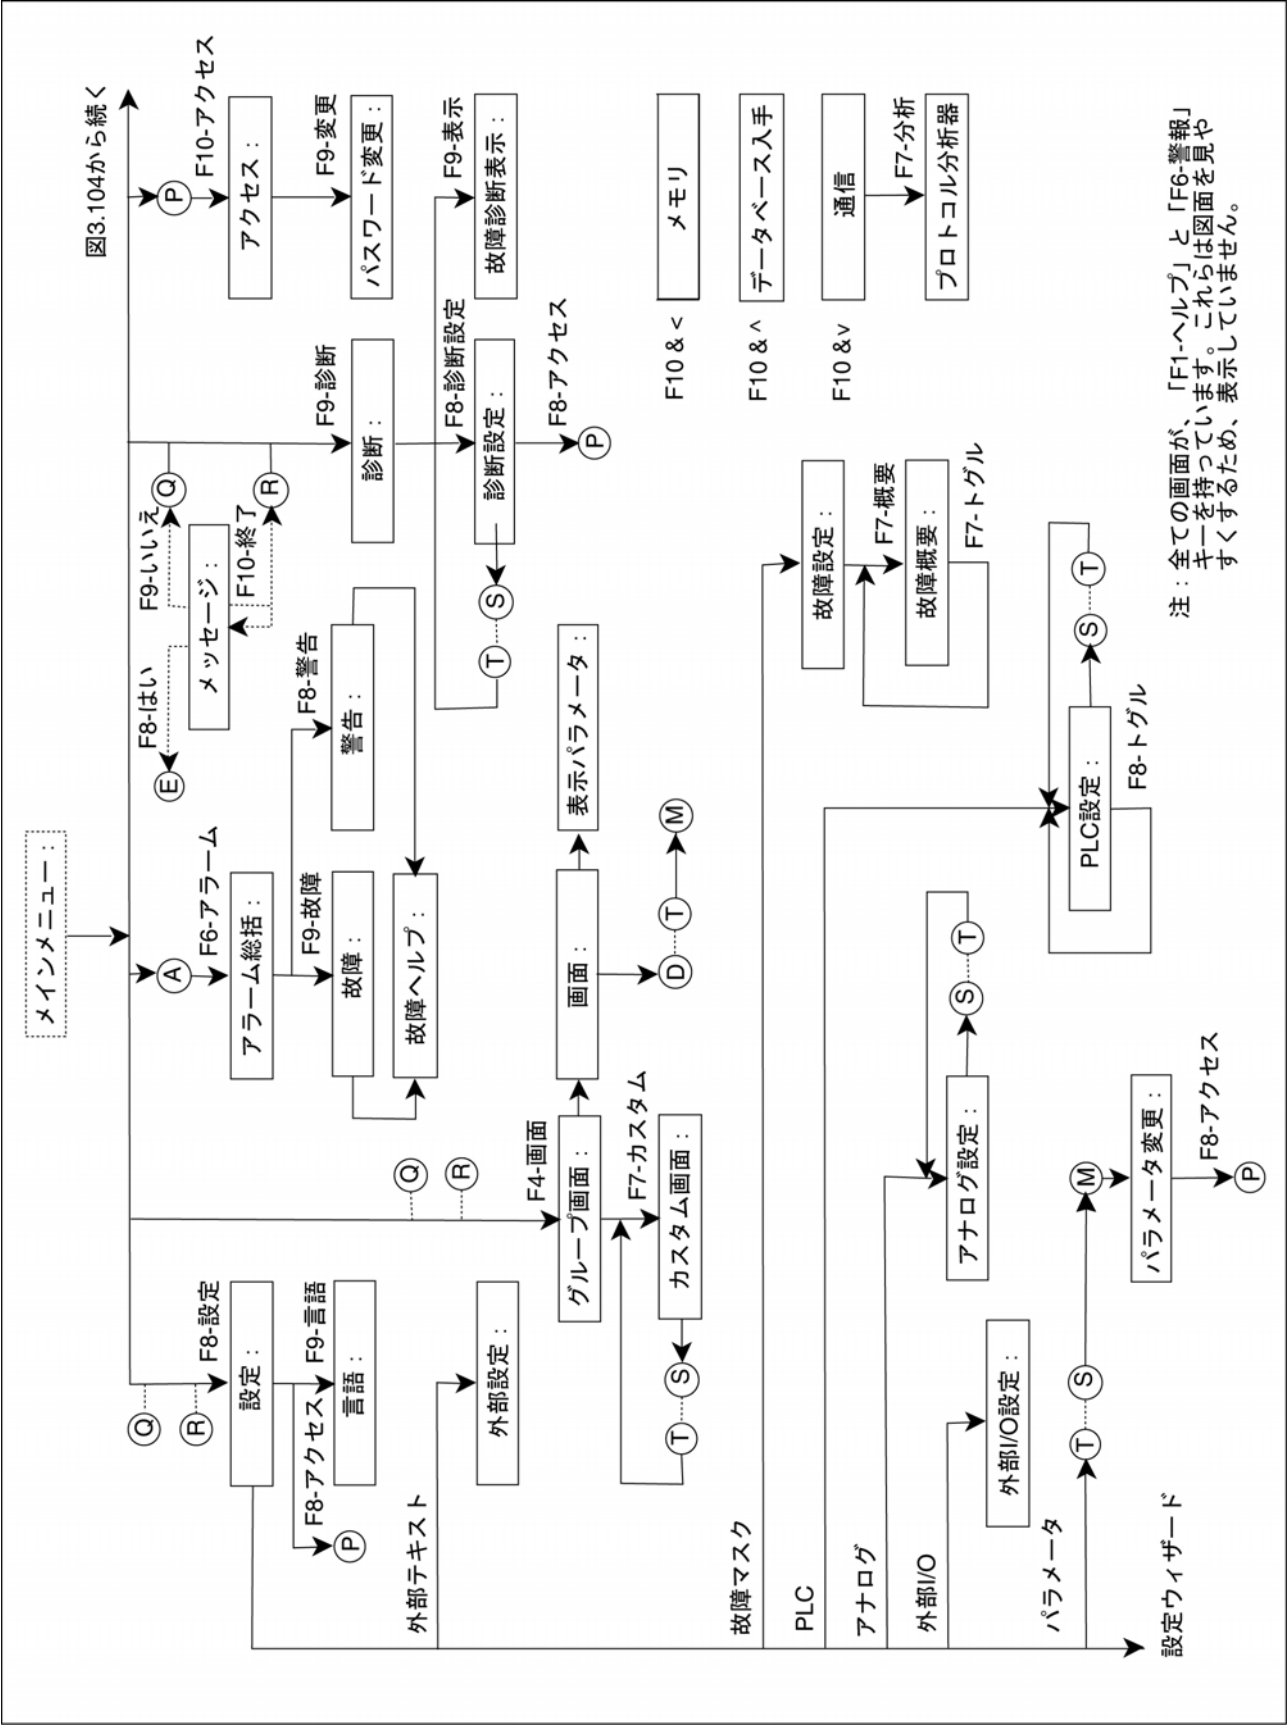 メインメニュー：
図3.104から続く
Q
R
F8-設定
設定：
F8-アクセス
P
F9-言語
言語：
Q
R
F4-画面
グループ画面：
F7-カスタム
カスタム画面：
T
S
画面：
表示パラメータ：
D
T
M
A
F6-アラーム
アラーム総括：
F9-故障
故障：
F8-警告
警告：
故障ヘルプ：
F8-はい
E
F9-いいえ
Q
メッセージ：
F10-終了
R
F9-診断
診断：
F8-診断設定
診断設定：
T
S
F8-アクセス
P
F9-表示
故障診断表示：
P
F10-アクセス
アクセス：
F9-変更
パスワード変更：
F10 & <
メモリ
F10 & ^
データベース入手
F10 & v
通信
F7-分析
プロトコル分析器
外部テキスト
外部設定：
故障マスク
故障設定：
F7-概要
故障概要：
F7-トグル
PLC
PLC設定：
F8-トグル
S
T
アナログ
アナログ設定：
S
T
外部I/O
外部I/O設定：
パラメータ
T
S
M
パラメータ変更：
F8-アクセス
P
設定ウィザード
注：全ての画面が、「F1-ヘルプ」と「F6-警報」
キーを持っています。これらは図面を見や
すくするため、表示していません。